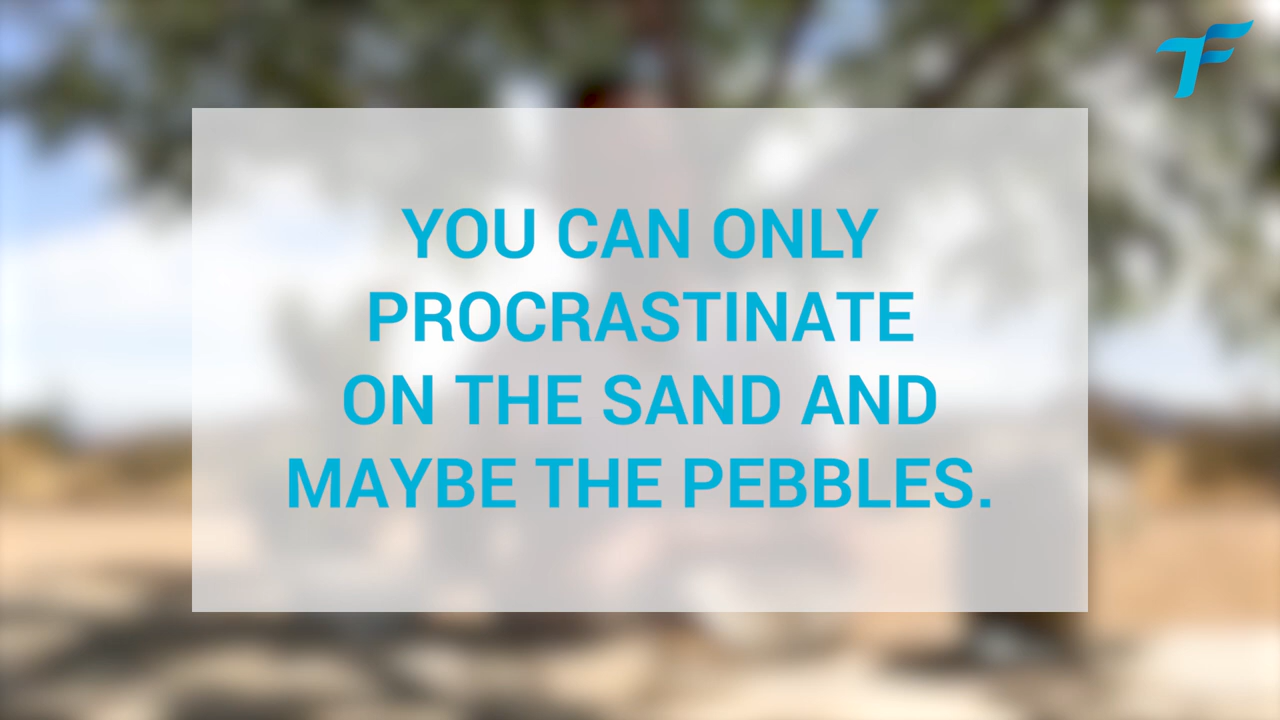 YOU CAN ONLY
PROCRASTINATE
ON THE SAND AND
MAYBE THE PEBBLES.